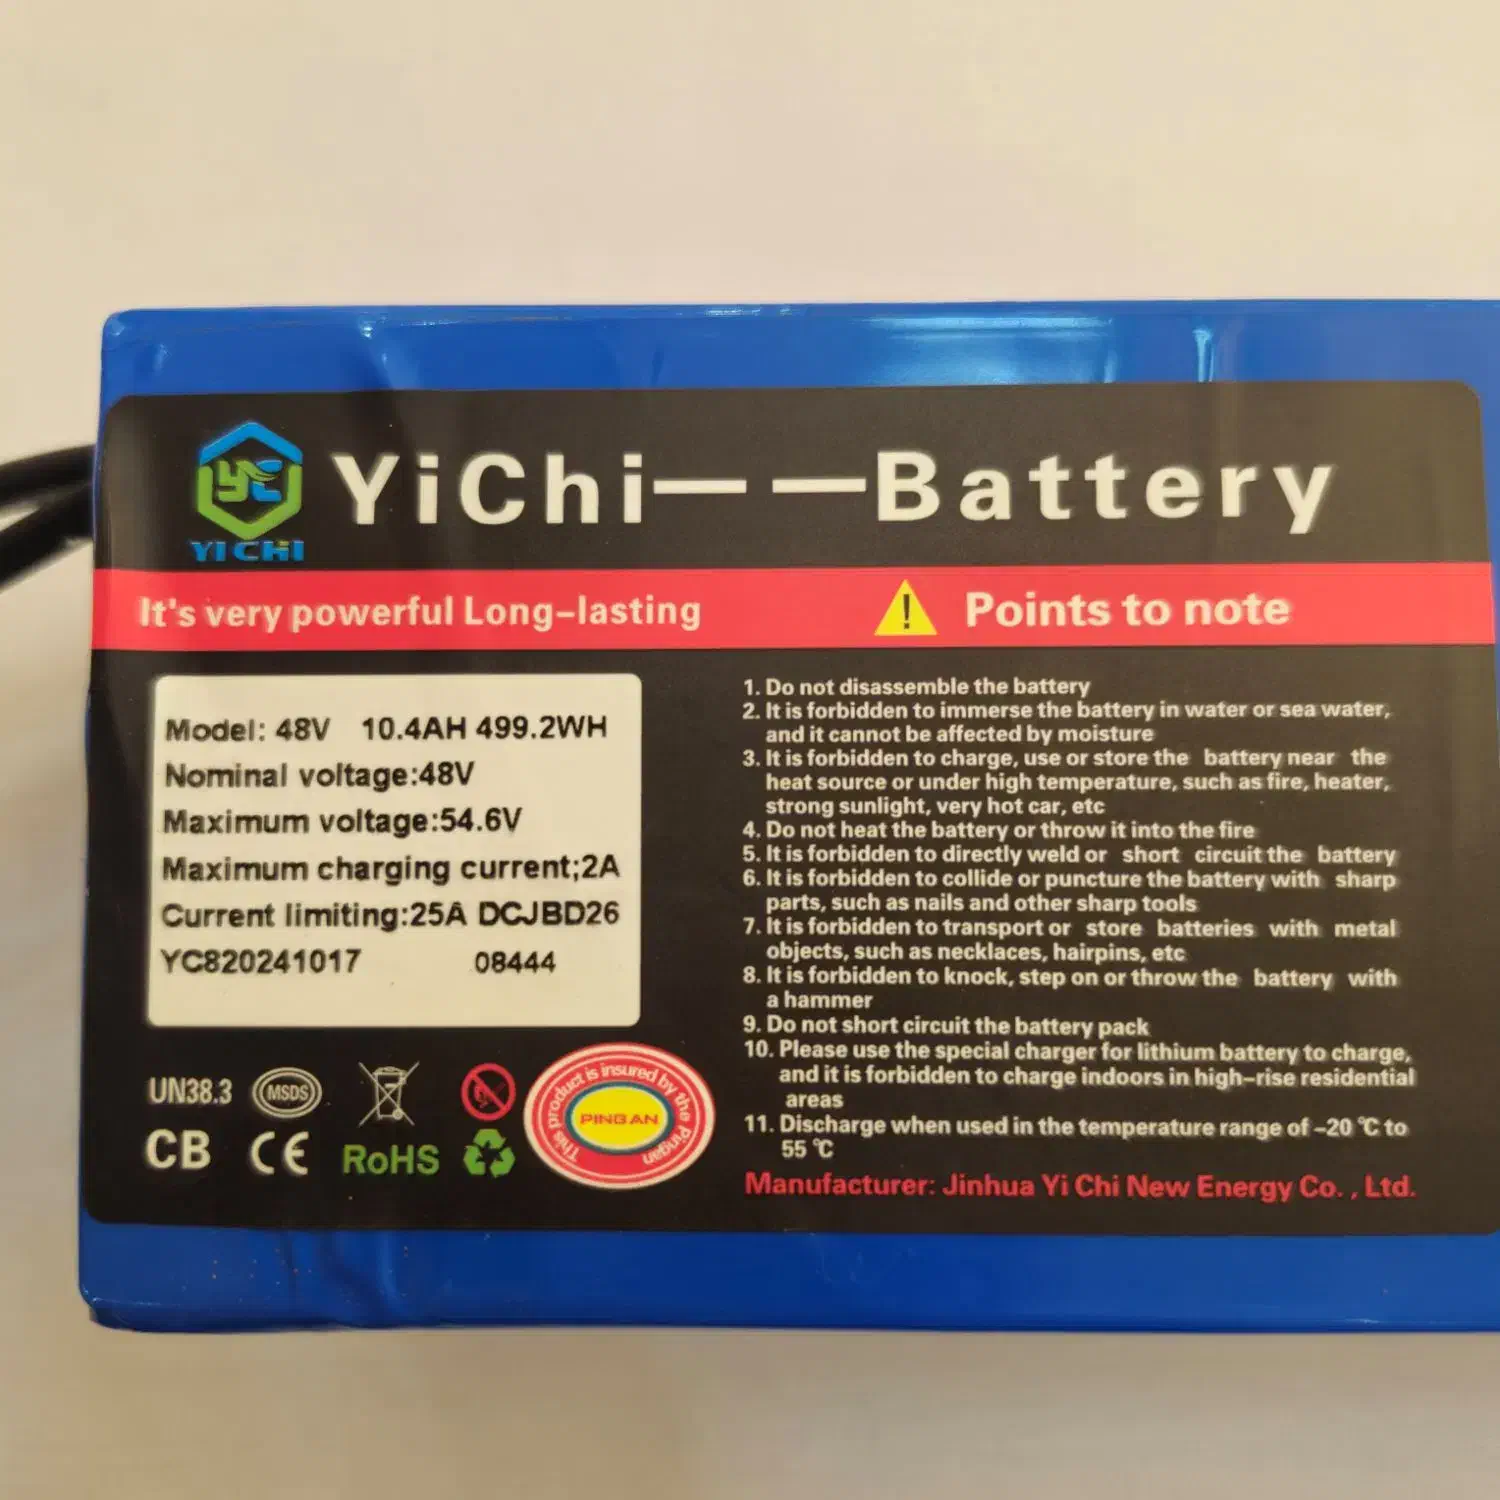 YC
YI CHI
YiChi——Battery
It's very powerful Long-lasting
! Points to note
Model: 48V 10.4AH 499.2WH
Nominal voltage:48V
Maximum voltage:54.6V
Maximum charging current;2A
Current limiting:25A DCJBD26
YC820241017 08444
UN38.3 MSDS
CB CE RoHS
This product is insured by the Pingan
PING AN
Pingan
1. Do not disassemble the battery
2. It is forbidden to immerse the battery in water or sea water,
and it cannot be affected by moisture
3. It is forbidden to charge, use or store the battery near the
heat source or under high temperature, such as fire, heater,
strong sunlight, very hot car, etc
4. Do not heat the battery or throw it into the fire
5. It is forbidden to directly weld or short circuit the battery
6. It is forbidden to collide or puncture the battery with sharp
parts, such as nails and other sharp tools
7. It is forbidden to transport or store batteries with metal
objects, such as necklaces, hairpins, etc
8. It is forbidden to knock, step on or throw the battery with
a hammer
9. Do not short circuit the battery pack
10. Please use the special charger for lithium battery to charge,
and it is forbidden to charge indoors in high-rise residential
areas
11. Discharge when used in the temperature range of -20 ℃ to
55 ℃
Manufacturer: Jinhua Yi Chi New Energy Co. , Ltd.